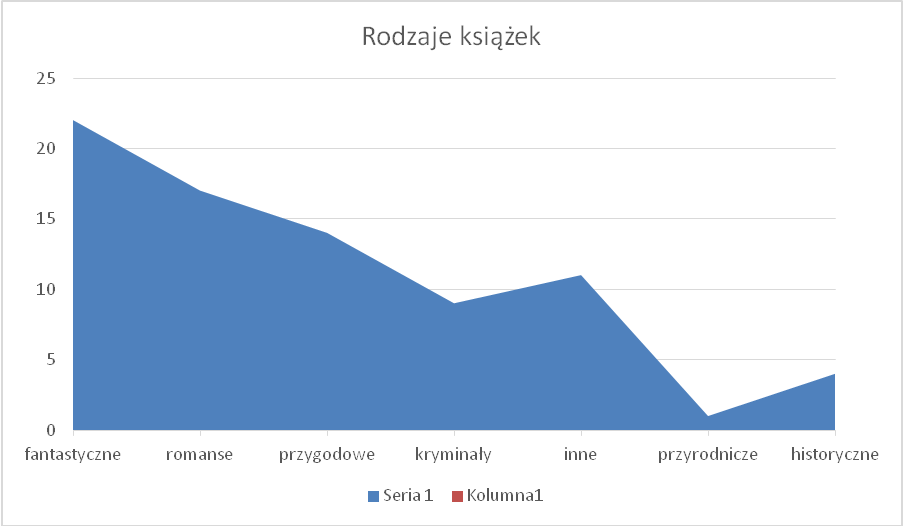 Rodzaje książek
25
20
15
10
5
0
fantastyczne romanse przygodowe kryminały inne przyrodnicze historyczne
Seria 1 Kolumna1